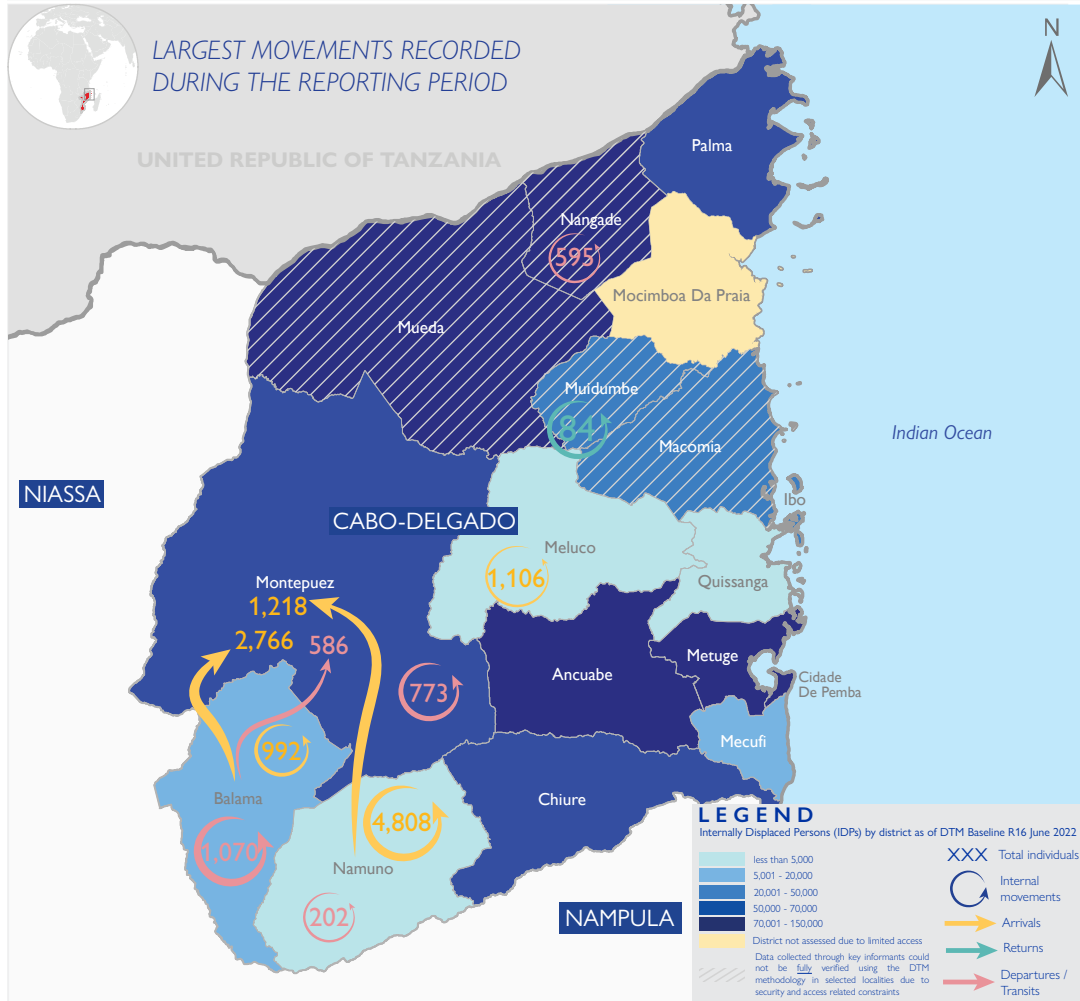 LARGEST MOVEMENTS RECORDED
DURING THE REPORTING PERIOD
N
UNITED REPUBLIC OF TANZANIA
Palma
Nangade
595
Mocimboa Da Praia
Mueda
Muidumbe
84
Macomia
Indian Ocean
NIASSA
Ibo
CABO-DELGADO
Meluco
1,106
Quissanga
Montepuez
1,218
2,766
586
Metuge
Ancuabe
773
Cidade
De Pemba
Mecufi
992
Balama
Chiure
4,808
1,070
Namuno
202
NAMPULA
LEGEND
Internally Displaced Persons (IDPs) by district as of DTM Baseline R16 June 2022
less than 5,000
5,001 - 20,000
20,001 - 50,000
50,000 - 70,000
70,001 - 150,000
District not assessed due to limited access
Data collected through key informants could
not be fully verified using the DTM
methodology in selected localities due to
security and access related constraints
XXX Total individuals
Internal
movements
Arrivals
Returns
Departures /
Transits